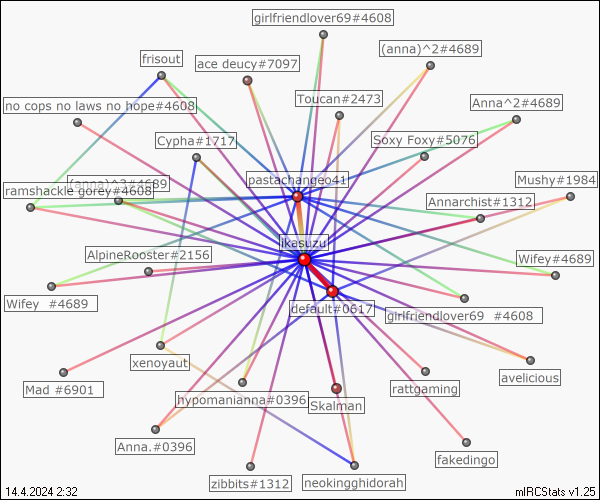 girlfriendlover69#4608
(anna)^2#4689
frisout
ace deucy#7097
no cops no laws no hope#4608
Toucan#2473
Anna^2#4689
Cypha#1717
Soxy Foxy#5076
pastachangeo41
(anna)^2#4689
ramshackle gorey#4608
Mushy#1984
Annarchist#1312
ikasuzu
AlpineRooster#2156
Wifey#4689
Wifey  #4689
default#0617
girlfriendlover69  #4608
xenoyaut
avelicious
Mad #6901
rattgaming
hypomanianna#0396
Skalman
Anna.#0396
fakedingo
zibbits#1312
neokingghidorah
14.4.2024 2:32
mIRCStats v1.25